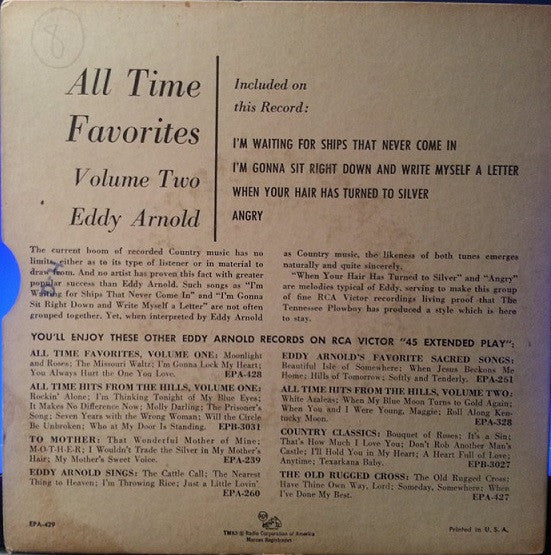 8
All Time
Favorites
Volume Two
Eddy Arnold
Included on
this Record:
I'M WAITING FOR SHIPS THAT NEVER COME IN
I'M GONNA SIT RIGHT DOWN AND WRITE MYSELF A LETTER
WHEN YOUR HAIR HAS TURNED TO SILVER
ANGRY
The current boom of recorded Country music has no
limits, either as to its type of listener or in material to
draw from. And no artist has proven this fact with greater
popular success than Eddy Arnold. Such songs as "I'm
Waiting for Ships That Never Come In" and "I'm Gonna
Sit Right Down and Write Myself a Letter" are not often
grouped together. Yet, when interpreted by Eddy Arnold
as Country music, the likeness of both tunes emerges
naturally and quite sincerely.
"When Your Hair Has Turned to Silver" and "Angry"
are melodies typical of Eddy, serving to make this group
of fine RCA Victor recordings living proof that The
Tennessee Plowboy has produced a style which is here
to stay.
YOU'LL ENJOY THESE OTHER EDDY ARNOLD RECORDS ON RCA VICTOR "45 EXTENDED PLAY":
ALL TIME FAVORITES, VOLUME ONE: Moonlight
and Roses; The Missouri Waltz; I'm Gonna Lock My Heart;
You Always Hurt the One I Love. EPA-428
ALL TIME HITS FROM THE HILLS, VOLUME ONE:
Rockin' Alone; I'm Thinking Tonight of My Blue Eyes;
It Makes No Difference Now; Molly Darling; The Prisoner's
Song; Seven Years with the Wrong Woman; Will the Circle
Be Unbroken; Who at My Door Is Standing. EPB-3031
TO MOTHER: That Wonderful Mother of Mine;
M-O-T-H-E-R; I Wouldn't Trade the Silver in My Mother's
Hair; My Mother's Sweet Voice. EPA-239
EDDY ARNOLD SINGS: The Cattle Call; The Nearest
Thing to Heaven; I'm Throwing Rice; Just a Little Lovin'
EPA-260
EDDY ARNOLD'S FAVORITE SACRED SONGS:
Beautiful Isle of Somewhere; When Jesus Beckons Me
Home; Hills of Tomorrow; Softly and Tenderly. EPA-261
ALL TIME HITS FROM THE HILLS, VOLUME TWO:
White Azaleas; When My Blue Moon Turns to Gold Again;
When You and I Were Young, Maggie; Roll Along Ken-
tucky Moon. EPA-328
COUNTRY CLASSICS: Bouquet of Roses; It's a Sin;
That's How Much I Love You; Don't Rob Another Man's
Castle; I'll Hold You in My Heart; A Heart Full of Love;
Anytime; Texarkana Baby. EPB-3027
THE OLD RUGGED CROSS: The Old Rugged Cross;
Have Thine Own Way, Lord; Someday, Somewhere; When
I've Done My Best. EPA-427
EPA-429
TMKS ® Radio Corporation of America
Marcas Registradas
Printed in U. S. A.